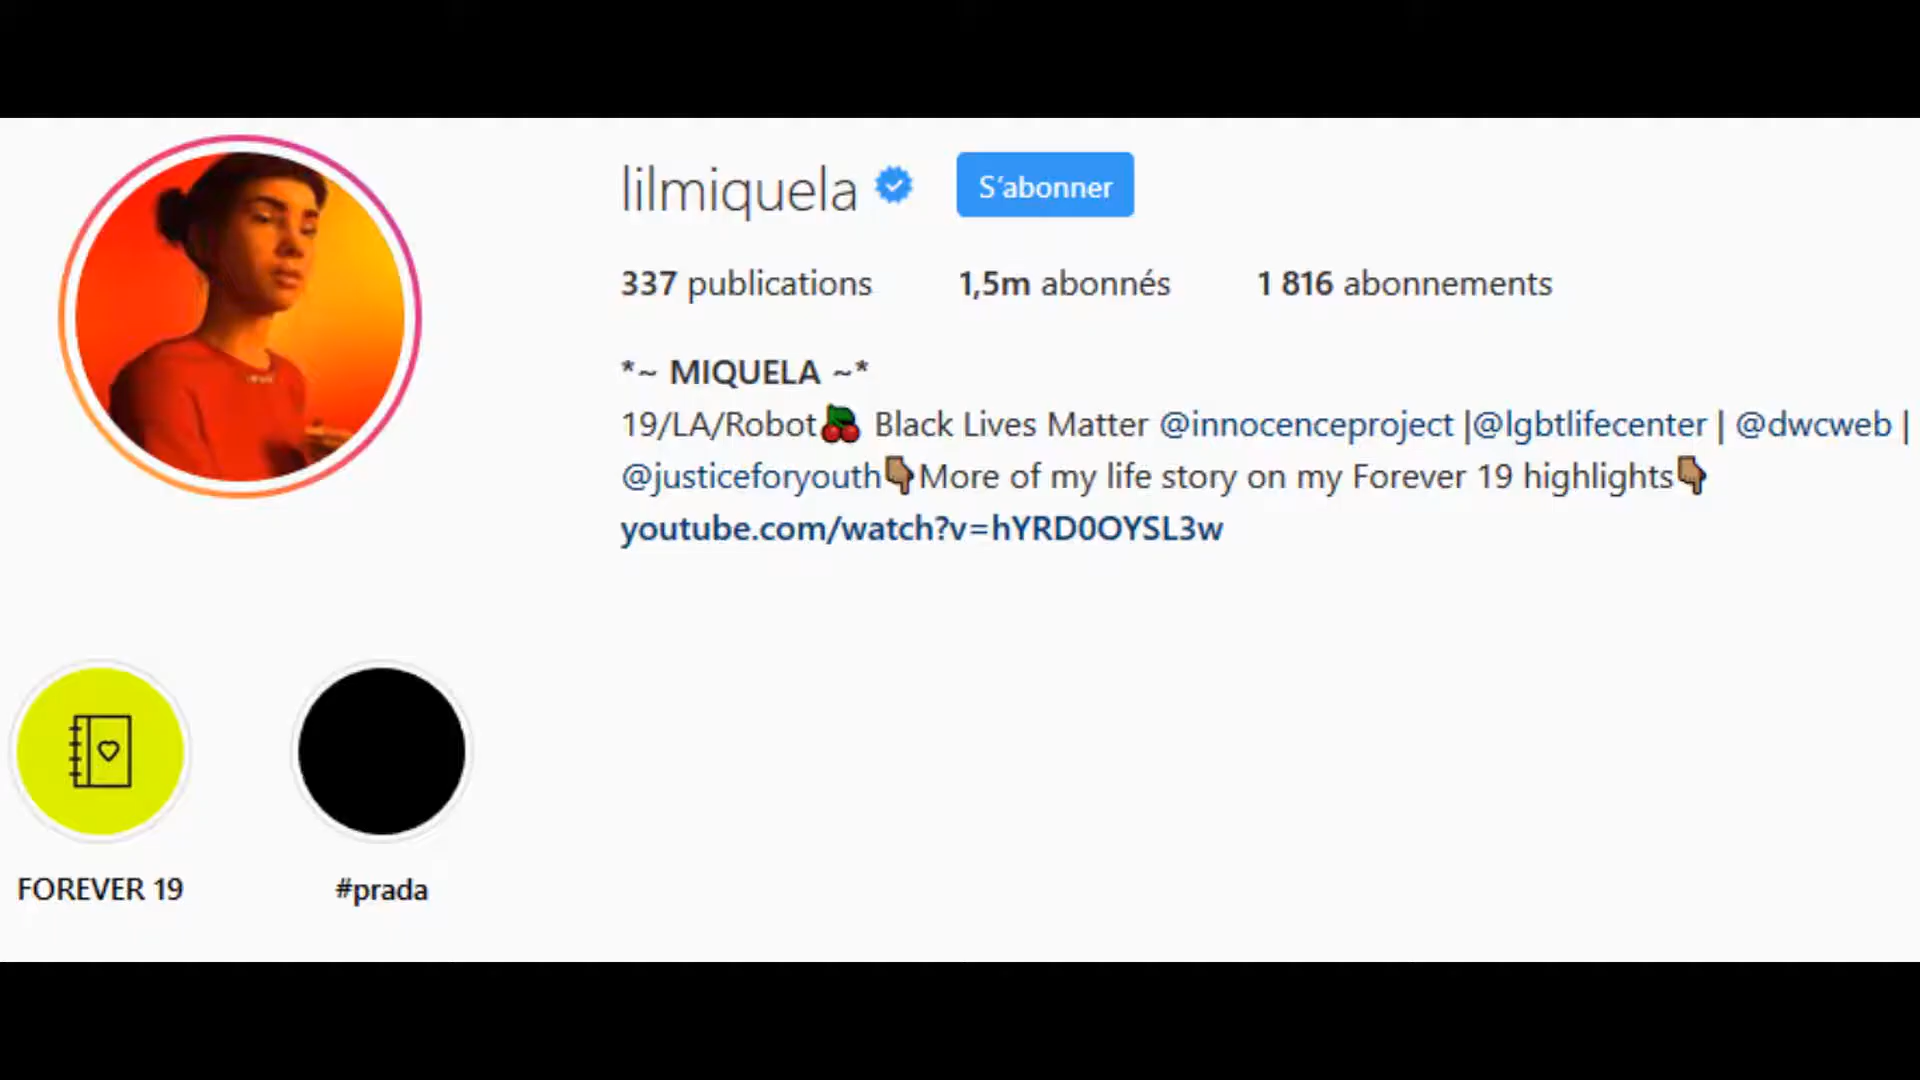 lilmiquela S'abonner
337 publications 1,5m abonnés 1 816 abonnements
*~ MIQUELA ~*
19/LA/Robot🍒 Black Lives Matter @innocenceproject |@lgbtlifecenter | @dwcweb |
@justiceforyouth👇🏽More of my life story on my Forever 19 highlights👇🏽
youtube.com/watch?v=hYRD0OYSL3w
FOREVER 19 #prada